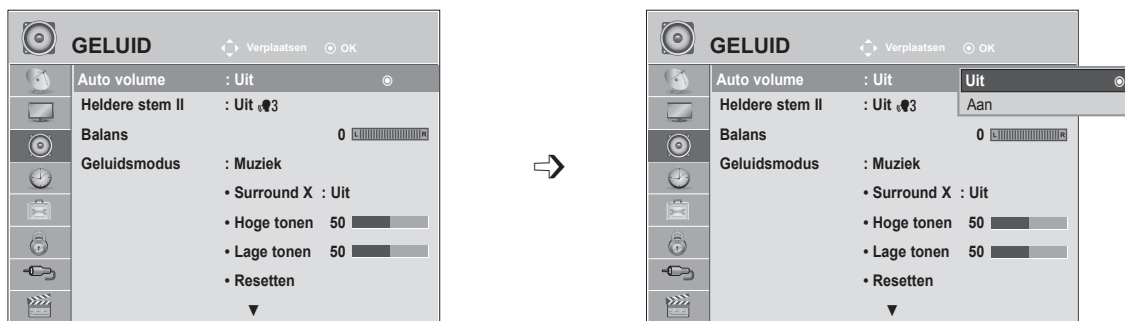 GELUID Verplaatsen OK
Auto volume : Uit
Heldere stem II : Uit 3
Balans 0 L R
Geluidsmodus : Muziek
• Surround X : Uit
• Hoge tonen 50
• Lage tonen 50
• Resetten
▼
GELUID Verplaatsen OK
Auto volume : Uit Uit
Aan
Heldere stem II : Uit 3
Balans 0 L R
Geluidsmodus : Muziek
• Surround X : Uit
• Hoge tonen 50
• Lage tonen 50
• Resetten
▼